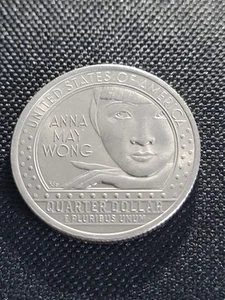 UNITED STATES OF AMERICA
ANNA
MAY
WONG
QUARTER DOLLAR
E PLURIBUS UNUM